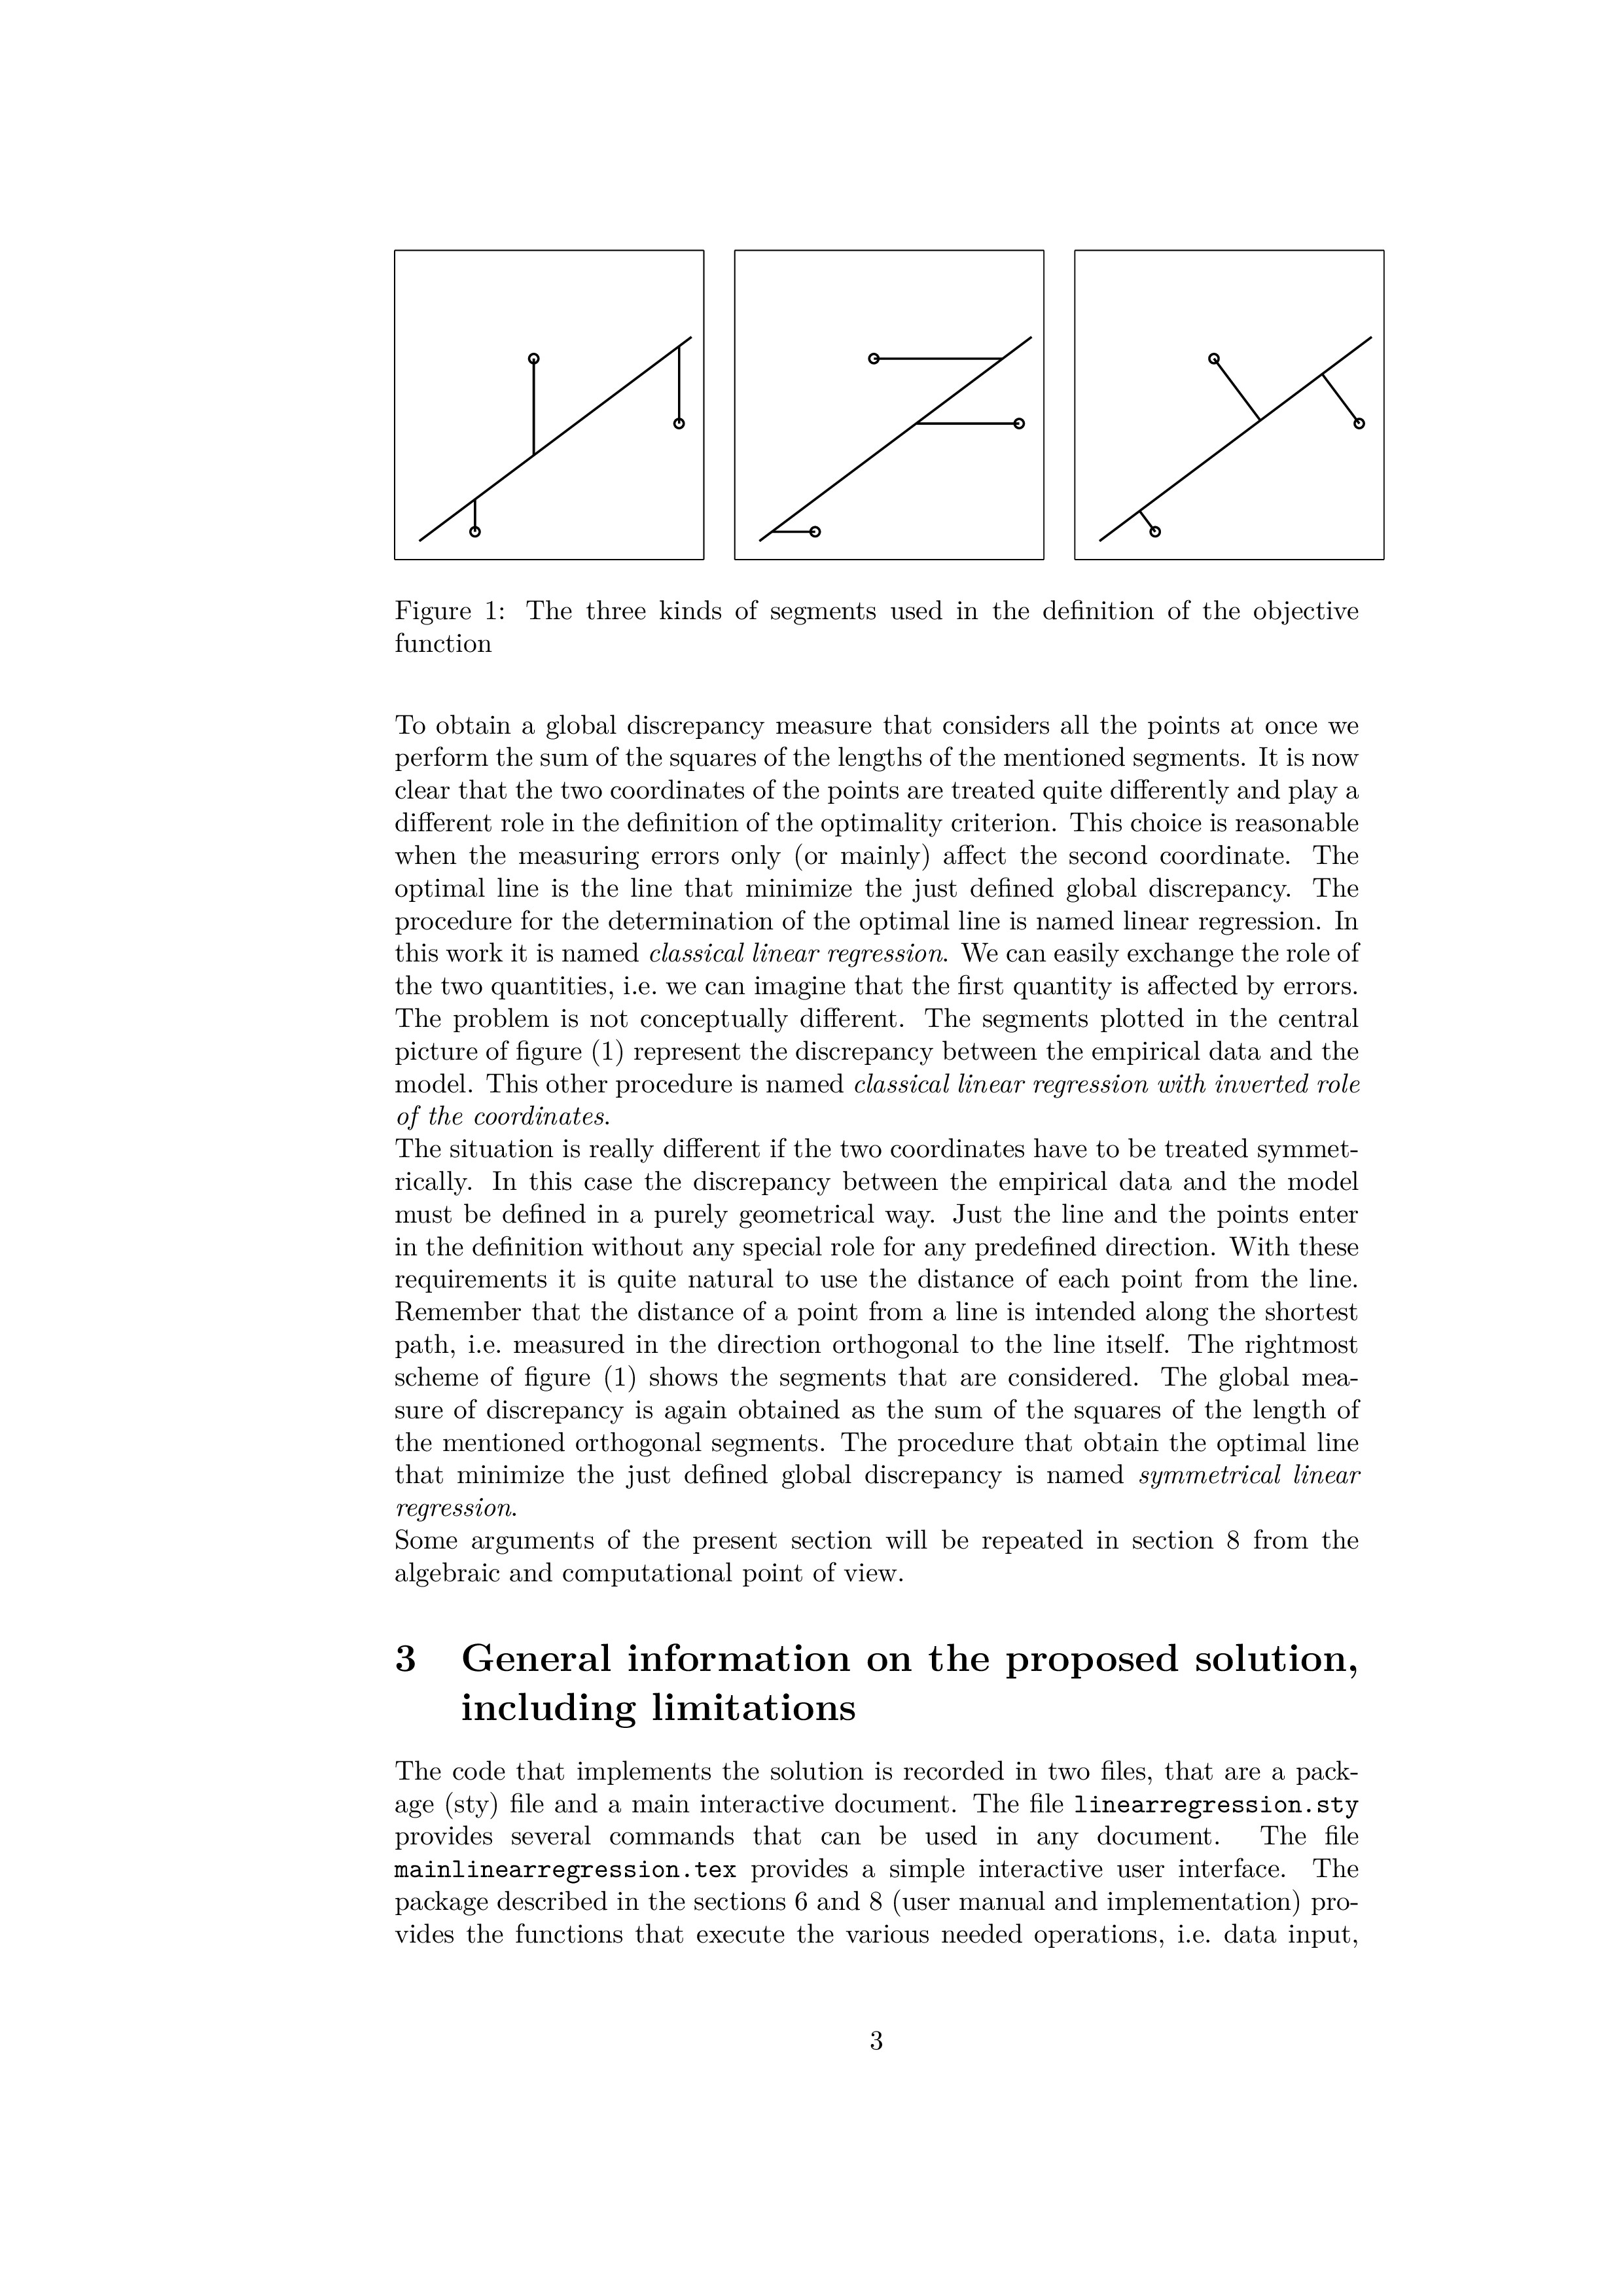 Figure 1: The three kinds of segments used in the definition of the objective
function
To obtain a global discrepancy measure that considers all the points at once we
perform the sum of the squares of the lengths of the mentioned segments. It is now
clear that the two coordinates of the points are treated quite differently and play a
different role in the definition of the optimality criterion. This choice is reasonable
when the measuring errors only (or mainly) affect the second coordinate. The
optimal line is the line that minimize the just defined global discrepancy. The
procedure for the determination of the optimal line is named linear regression. In
this work it is named classical linear regression. We can easily exchange the role of
the two quantities, i.e. we can imagine that the first quantity is affected by errors.
The problem is not conceptually different. The segments plotted in the central
picture of figure (1) represent the discrepancy between the empirical data and the
model. This other procedure is named classical linear regression with inverted role
of the coordinates.
The situation is really different if the two coordinates have to be treated symmet-
rically. In this case the discrepancy between the empirical data and the model
must be defined in a purely geometrical way. Just the line and the points enter
in the definition without any special role for any predefined direction. With these
requirements it is quite natural to use the distance of each point from the line.
Remember that the distance of a point from a line is intended along the shortest
path, i.e. measured in the direction orthogonal to the line itself. The rightmost
scheme of figure (1) shows the segments that are considered. The global mea-
sure of discrepancy is again obtained as the sum of the squares of the length of
the mentioned orthogonal segments. The procedure that obtain the optimal line
that minimize the just defined global discrepancy is named symmetrical linear
regression.
Some arguments of the present section will be repeated in section 8 from the
algebraic and computational point of view.
3 General information on the proposed solution,
including limitations
The code that implements the solution is recorded in two files, that are a pack-
age (sty) file and a main interactive document. The file linearregression.sty
provides several commands that can be used in any document. The file
mainlinearregression.tex provides a simple interactive user interface. The
package described in the sections 6 and 8 (user manual and implementation) pro-
vides the functions that execute the various needed operations, i.e. data input,
3